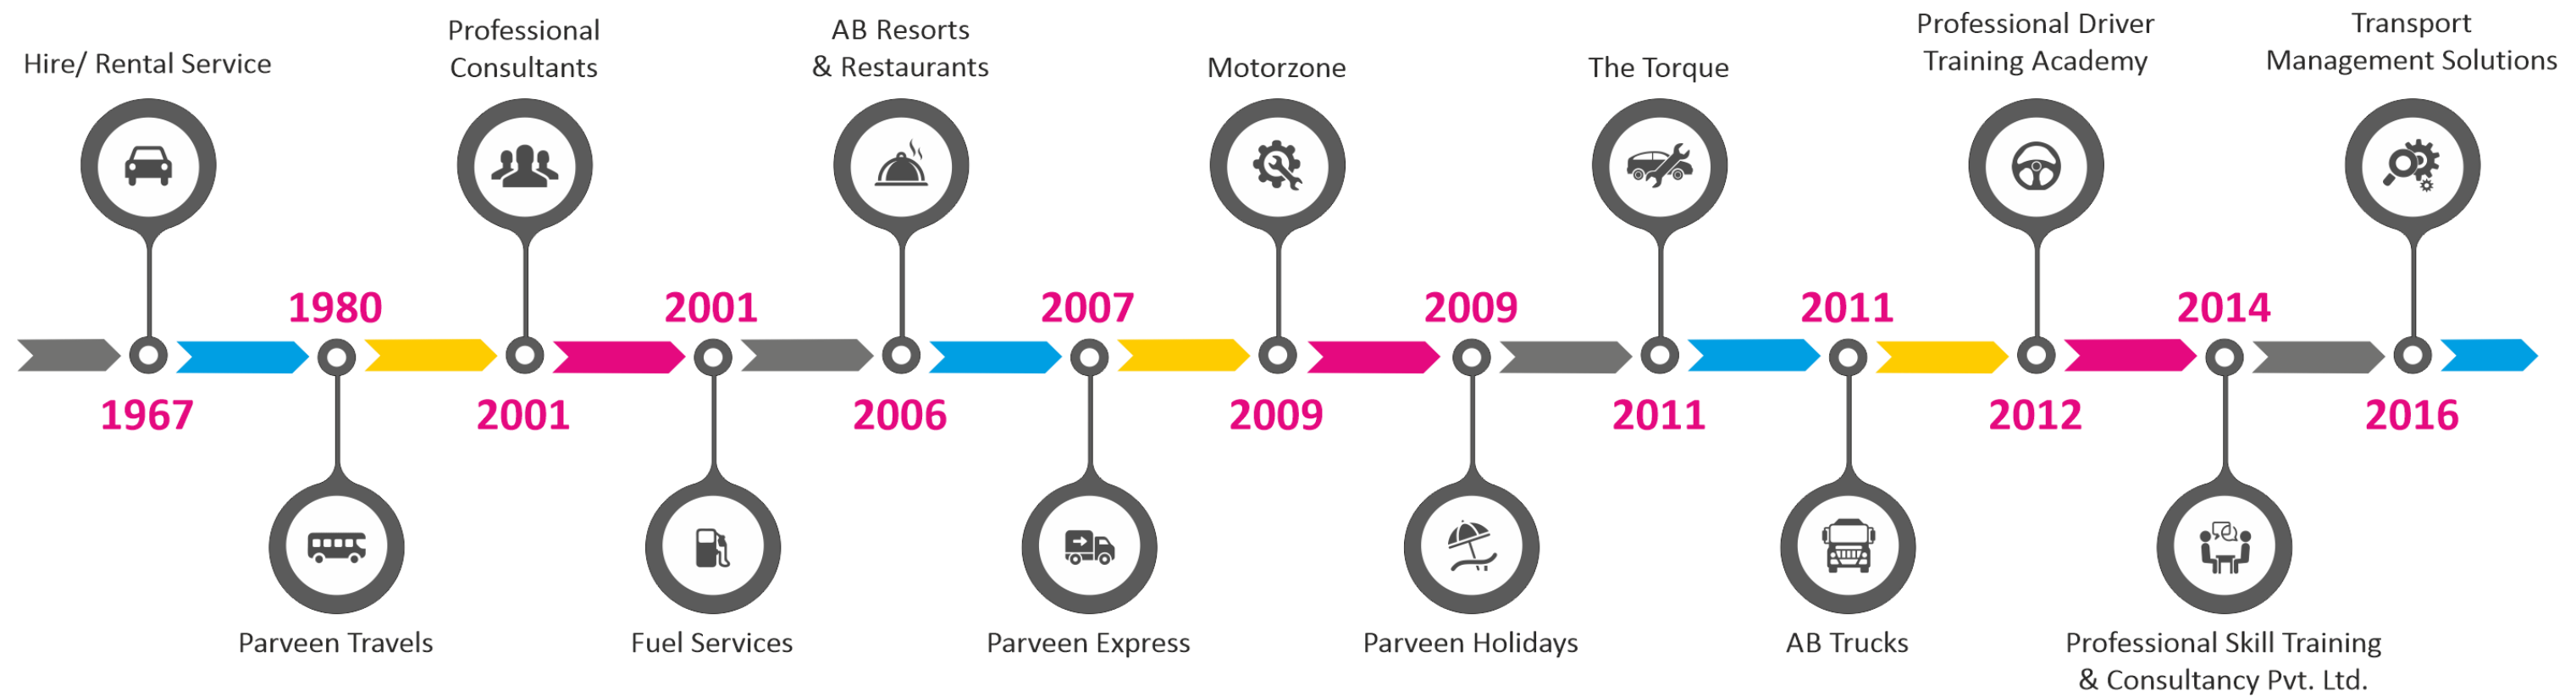 Hire/ Rental Service
1967
1980
Parveen Travels
Professional
Consultants
2001
2001
Fuel Services
AB Resorts
& Restaurants
2006
2007
Parveen Express
Motorzone
2009
2009
Parveen Holidays
The Torque
2011
2011
AB Trucks
Professional Driver
Training Academy
2012
2014
Professional Skill Training
& Consultancy Pvt. Ltd.
Transport
Management Solutions
2016